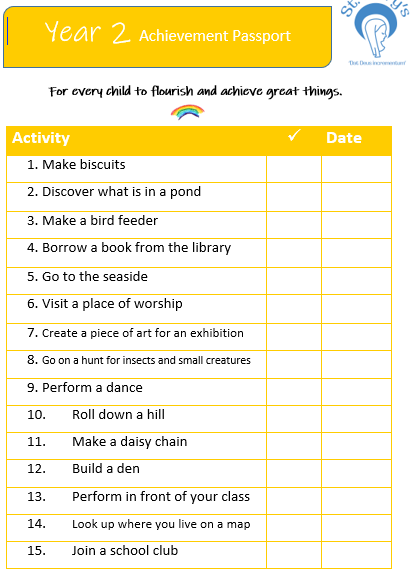 Year 2 Achievement Passport
"Dat Deus incrementum"
For every child to flourish and achieve great things.
Activity ✓ Date
1. Make biscuits
2. Discover what is in a pond
3. Make a bird feeder
4. Borrow a book from the library
5. Go to the seaside
6. Visit a place of worship
7. Create a piece of art for an exhibition
8. Go on a hunt for insects and small creatures
9. Perform a dance
10. Roll down a hill
11. Make a daisy chain
12. Build a den
13. Perform in front of your class
14. Look up where you live on a map
15. Join a school club